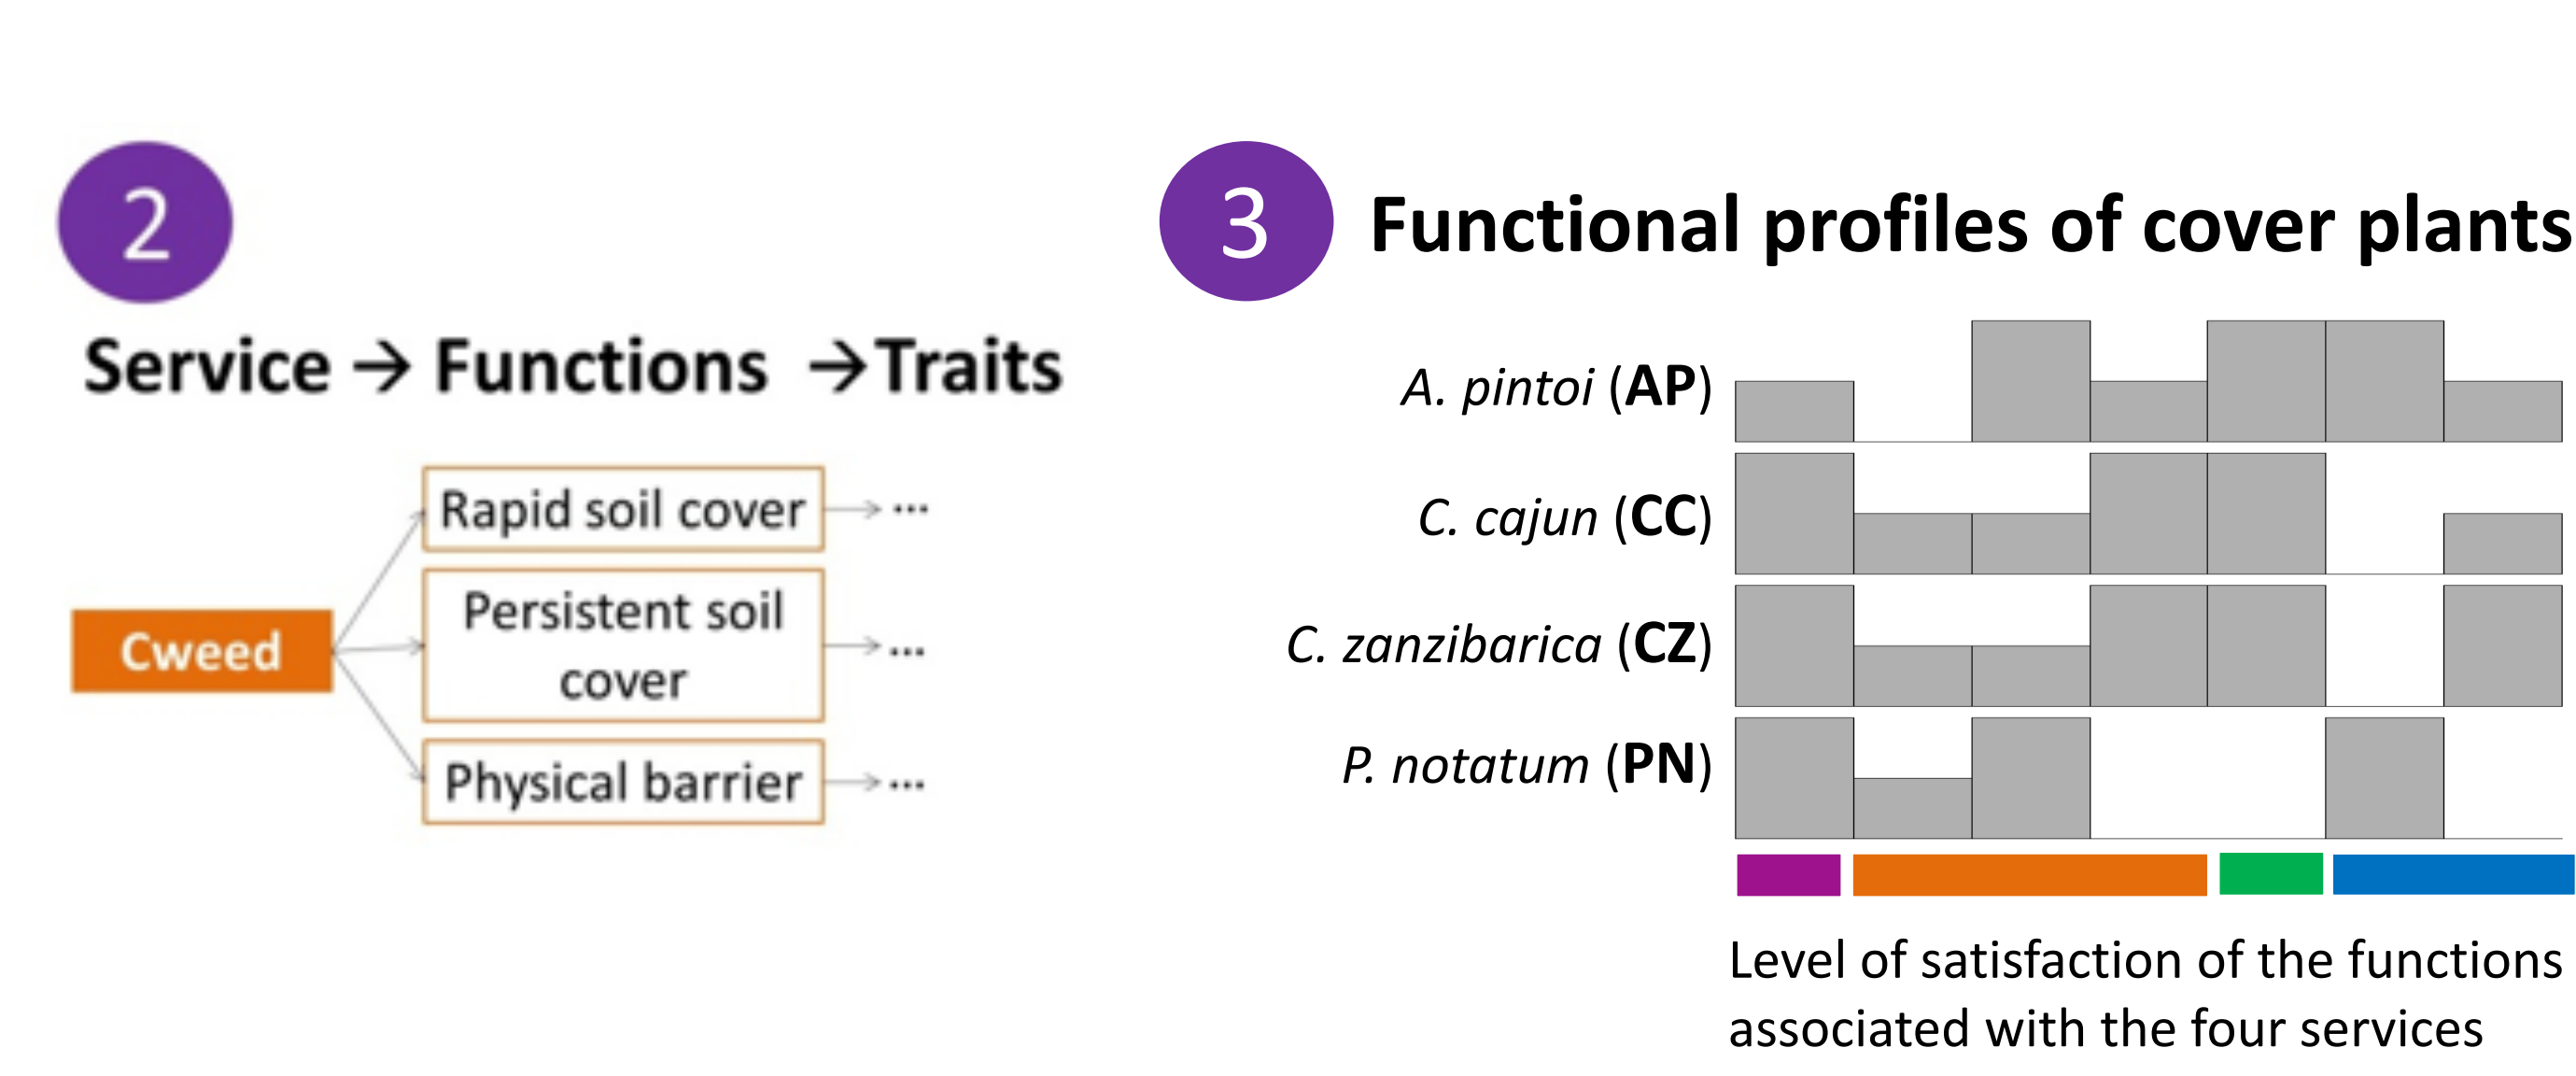 2
Service → Functions → Traits
Cweed
Rapid soil cover → ...
Persistent soil
cover → ...
Physical barrier → ...
3
Functional profiles of cover plants
A. pintoi (AP)
C. cajun (CC)
C. zanzibarica (CZ)
P. notatum (PN)
Level of satisfaction of the functions
associated with the four services